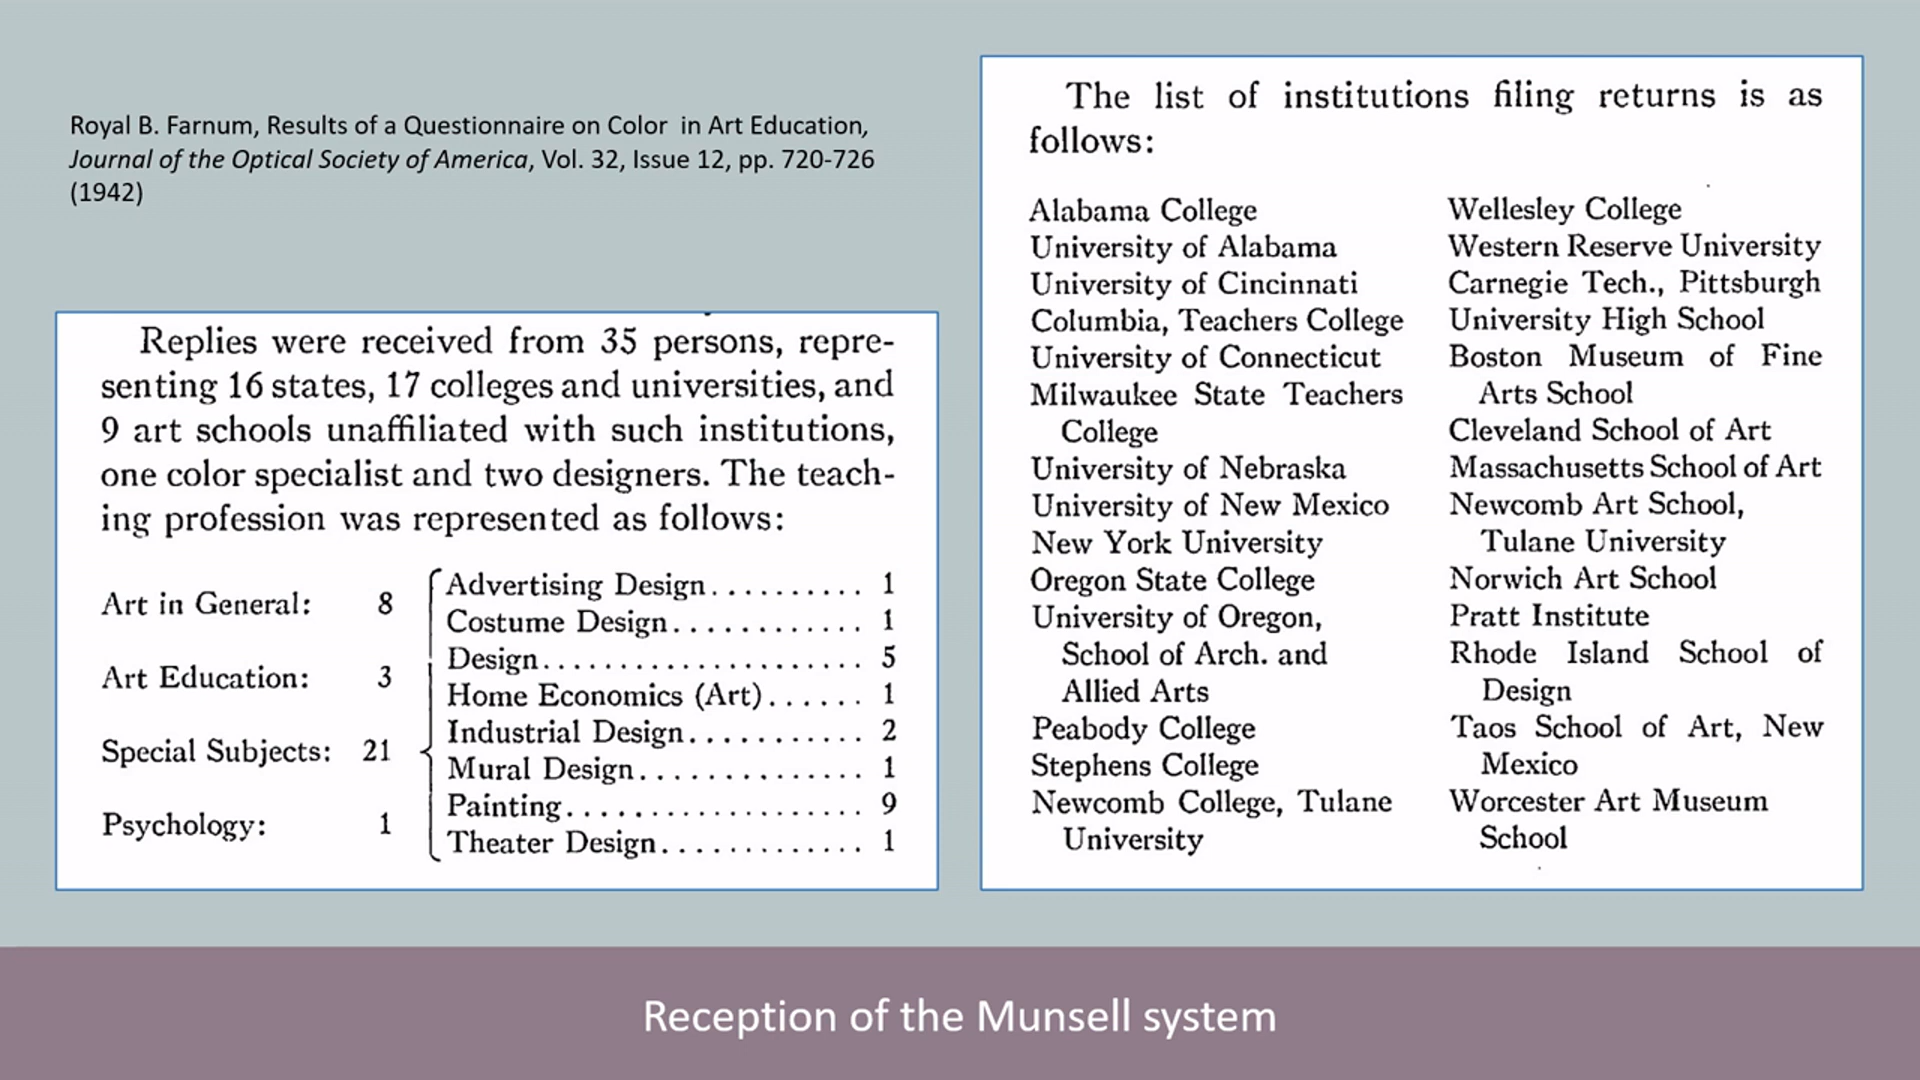 Royal B. Farnum, Results of a Questionnaire on Color in Art Education,
Journal of the Optical Society of America, Vol. 32, Issue 12, pp. 720-726
(1942)
Replies were received from 35 persons, repre-
senting 16 states, 17 colleges and universities, and
9 art schools unaffiliated with such institutions,
one color specialist and two designers. The teach-
ing profession was represented as follows:
Art in General: 8
Art Education: 3
Special Subjects: 21
Psychology: 1
Advertising Design.......... 1
Costume Design............ 1
Design..................... 5
Home Economics (Art)...... 1
Industrial Design........... 2
Mural Design.............. 1
Painting.................... 9
Theater Design............. 1
The list of institutions filing returns is as
follows:
Alabama College
University of Alabama
University of Cincinnati
Columbia, Teachers College
University of Connecticut
Milwaukee State Teachers
College
University of Nebraska
University of New Mexico
New York University
Oregon State College
University of Oregon,
School of Arch. and
Allied Arts
Peabody College
Stephens College
Newcomb College, Tulane
University
Wellesley College
Western Reserve University
Carnegie Tech., Pittsburgh
University High School
Boston Museum of Fine
Arts School
Cleveland School of Art
Massachusetts School of Art
Newcomb Art School,
Tulane University
Norwich Art School
Pratt Institute
Rhode Island School of
Design
Taos School of Art, New
Mexico
Worcester Art Museum
School
Reception of the Munsell system